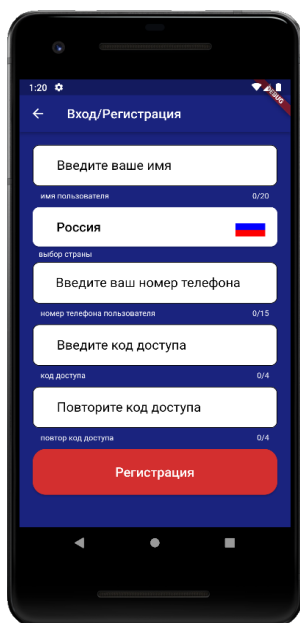 1:20
DEBUG
Вход/Регистрация
Введите ваше имя
имя пользователя 0/20
Россия
выбор страны
Введите ваш номер телефона
номер телефона пользователя 0/15
Введите код доступа
код доступа 0/4
Повторите код доступа
повтор код доступа 0/4
Регистрация